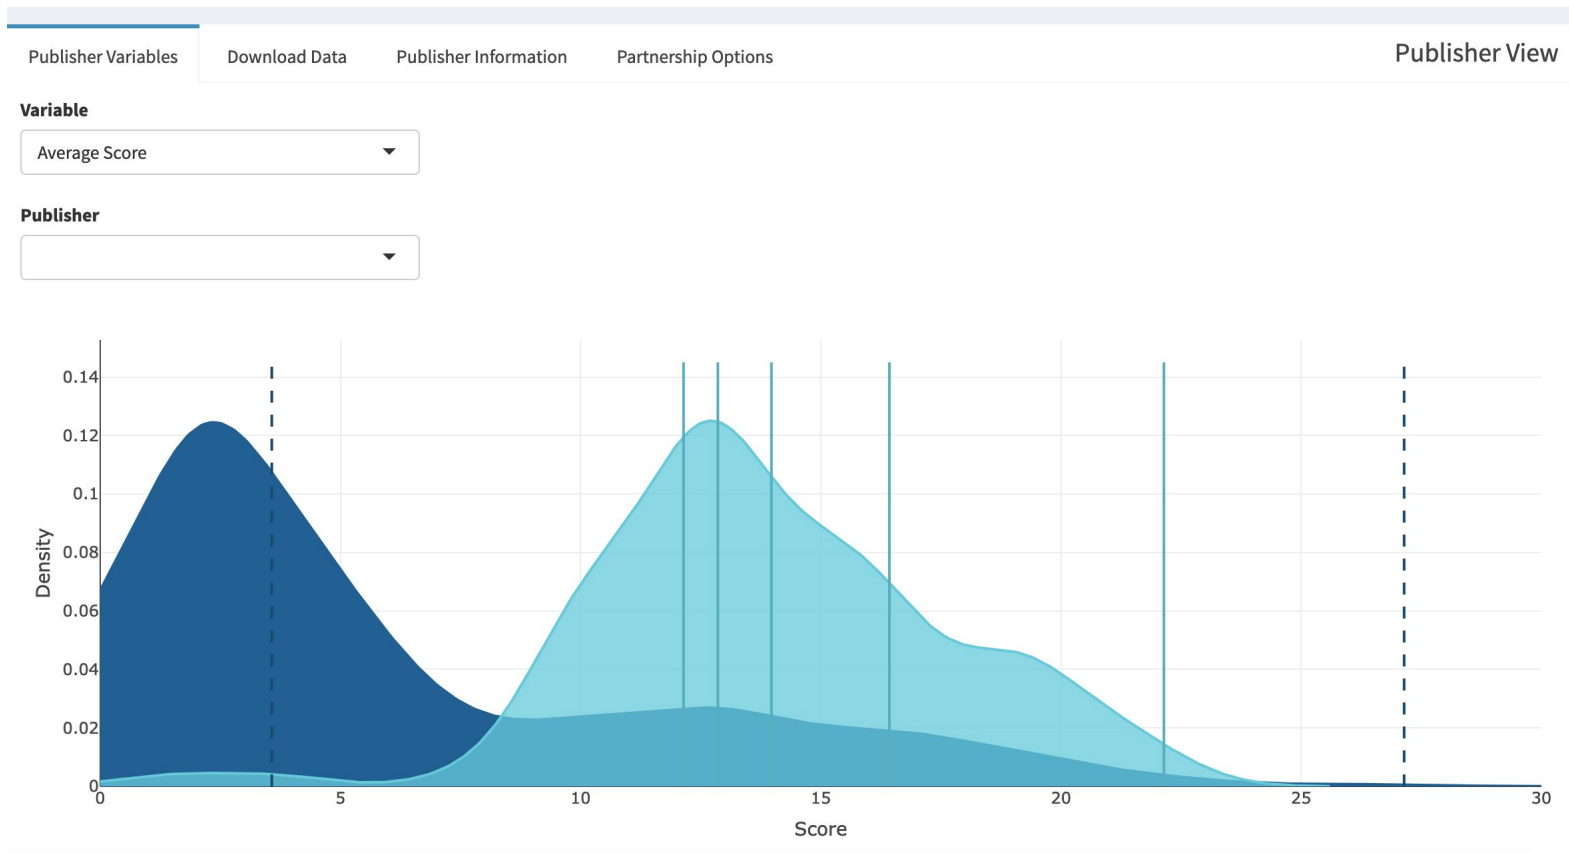 Publisher Variables Download Data Publisher Information Partnership Options Publisher View
Variable
Average Score
Publisher
0.14
0.12
0.1
0.08
0.06
0.04
0.02
0
Density
0 5 10 15 20 25 30
Score